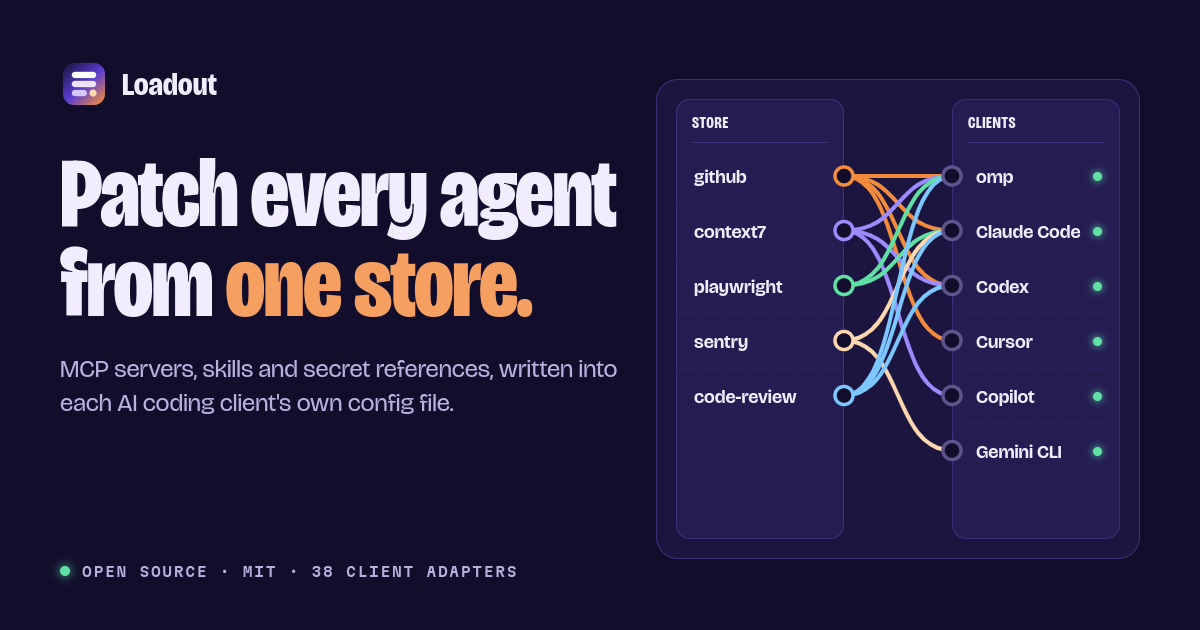 Loadout
Patch every agent
from one store.
MCP servers, skills and secret references, written into
each AI coding client's own config file.
OPEN SOURCE · MIT · 38 CLIENT ADAPTERS
STORE
github
context7
playwright
sentry
code-review
CLIENTS
omp
Claude Code
Codex
Cursor
Copilot
Gemini CLI